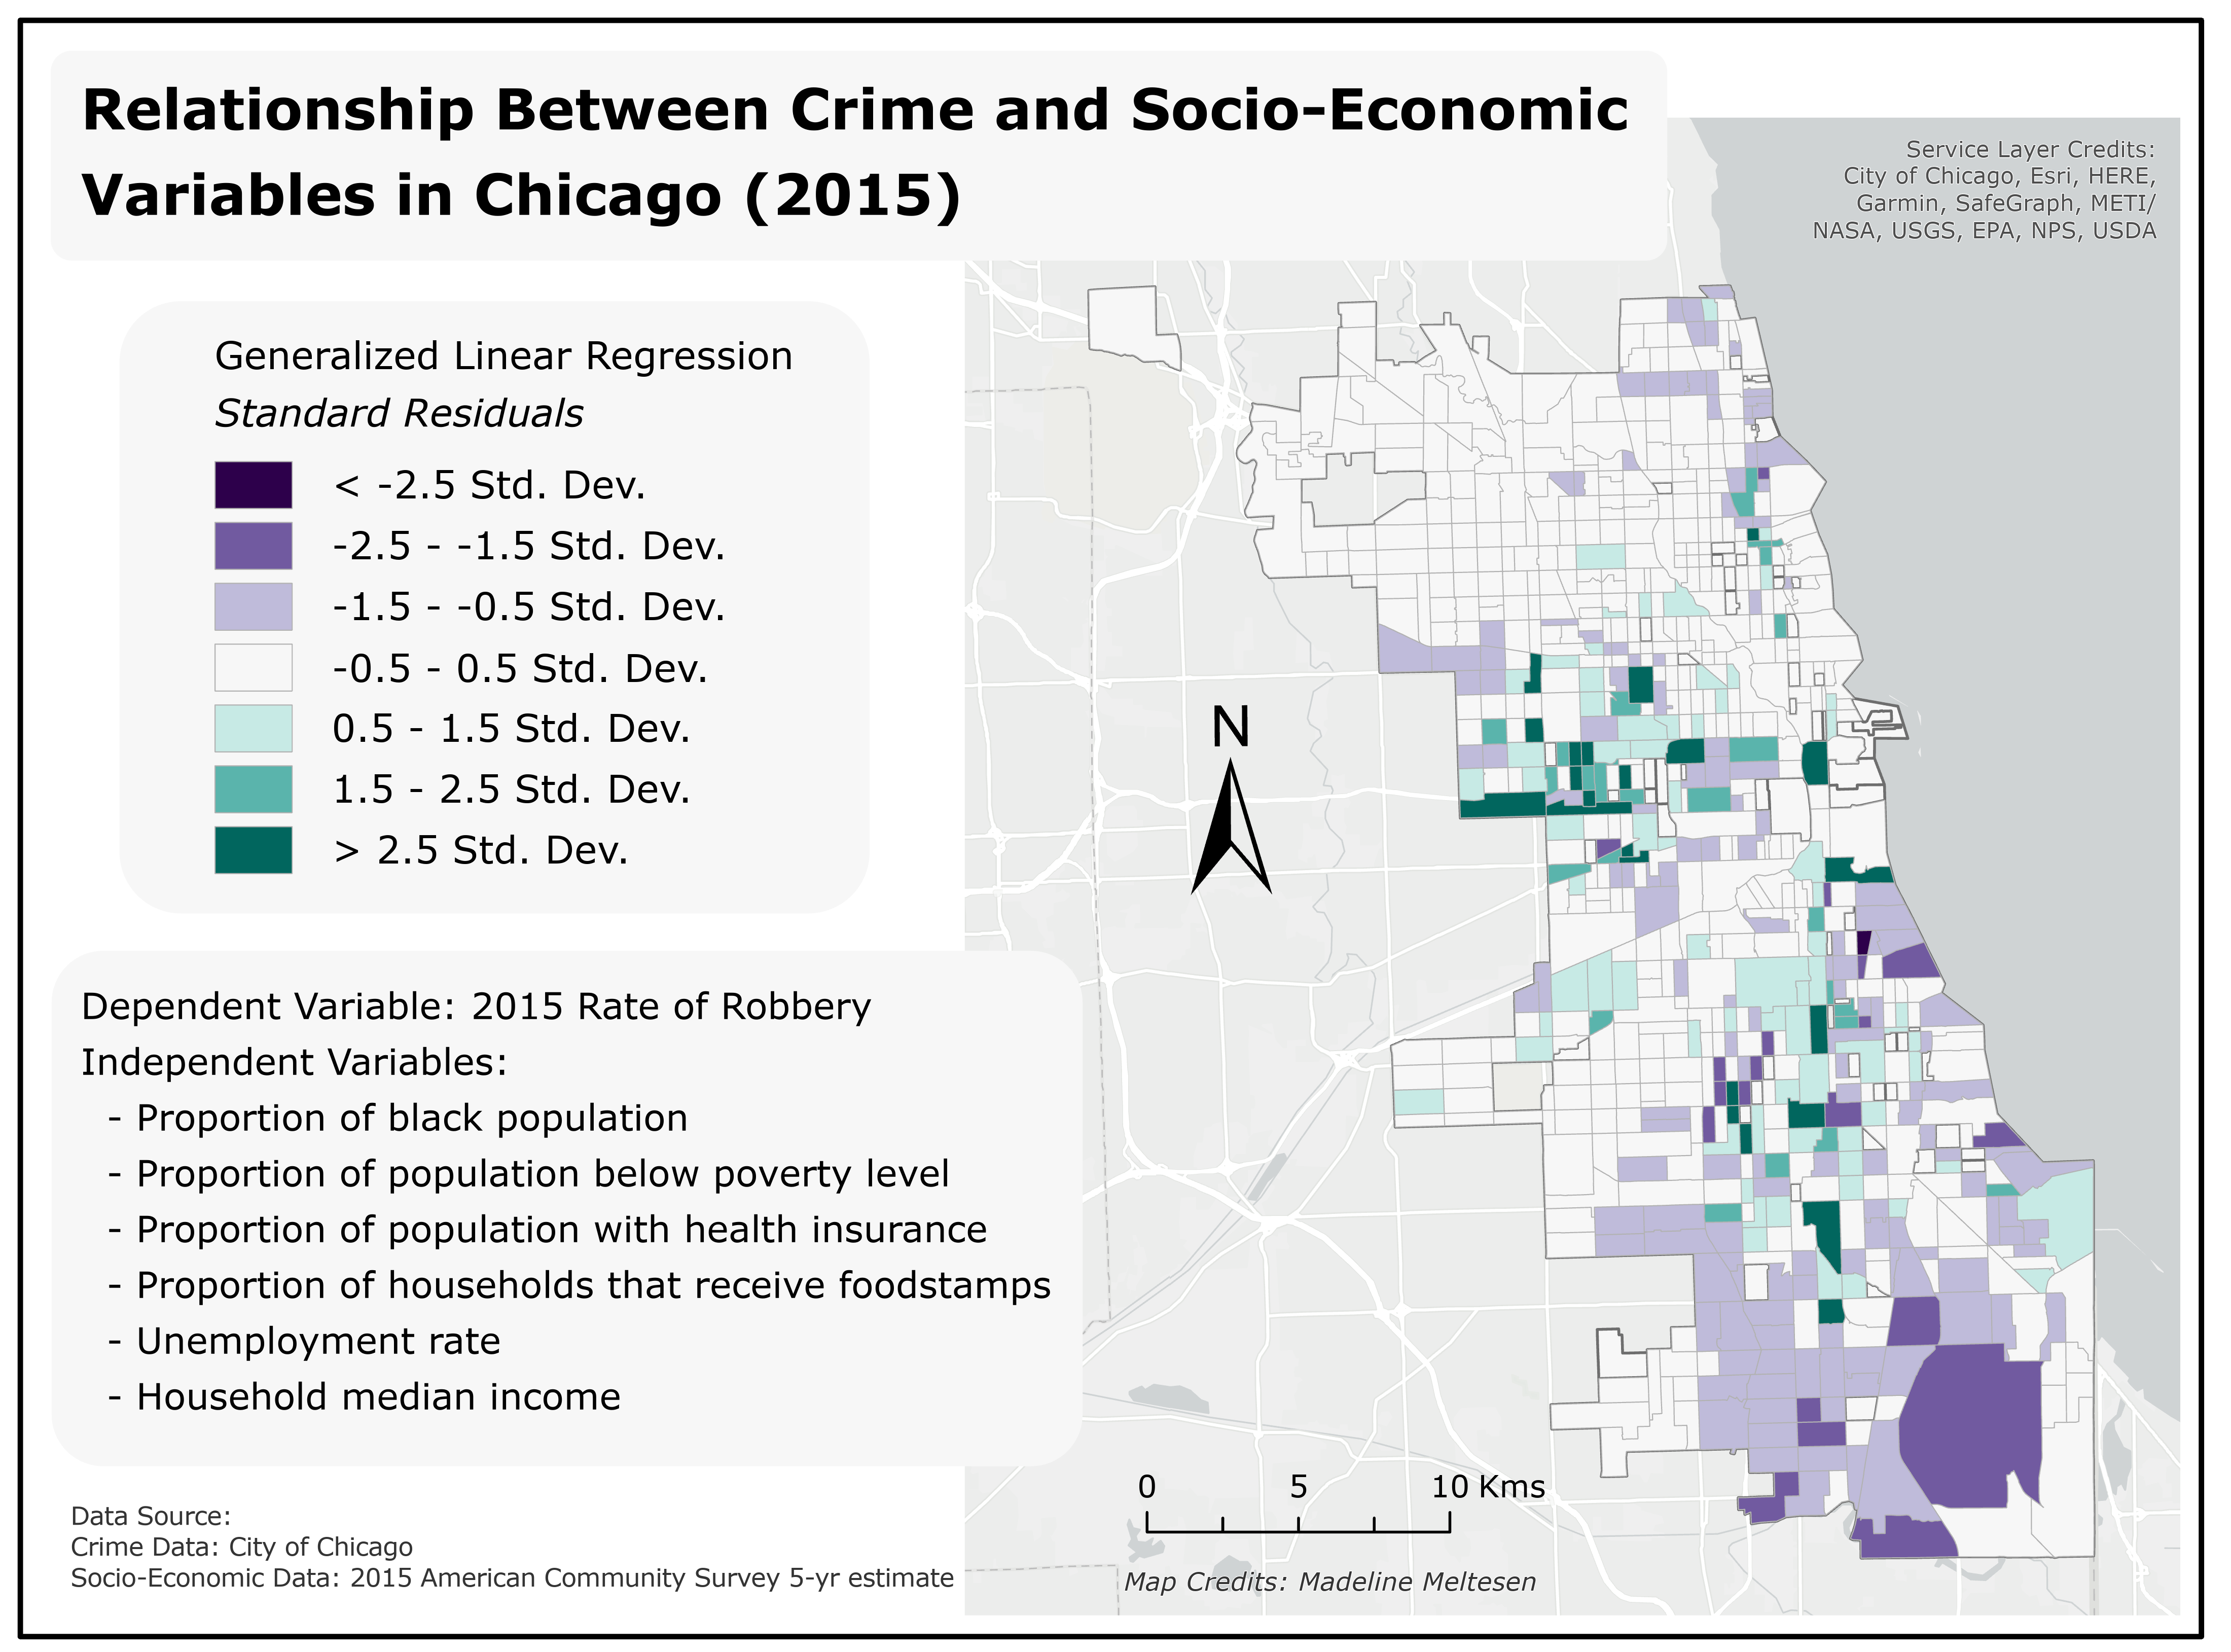 Relationship Between Crime and Socio-Economic
Variables in Chicago (2015)
Service Layer Credits:
City of Chicago, Esri, HERE,
Garmin, SafeGraph, METI/
NASA, USGS, EPA, NPS, USDA
Generalized Linear Regression
Standard Residuals
< -2.5 Std. Dev.
-2.5 - -1.5 Std. Dev.
-1.5 - -0.5 Std. Dev.
-0.5 - 0.5 Std. Dev.
0.5 - 1.5 Std. Dev.
1.5 - 2.5 Std. Dev.
> 2.5 Std. Dev.
N
Dependent Variable: 2015 Rate of Robbery
Independent Variables:
- Proportion of black population
- Proportion of population below poverty level
- Proportion of population with health insurance
- Proportion of households that receive foodstamps
- Unemployment rate
- Household median income
0 5 10 Kms
Map Credits: Madeline Meltesen
Data Source:
Crime Data: City of Chicago
Socio-Economic Data: 2015 American Community Survey 5-yr estimate